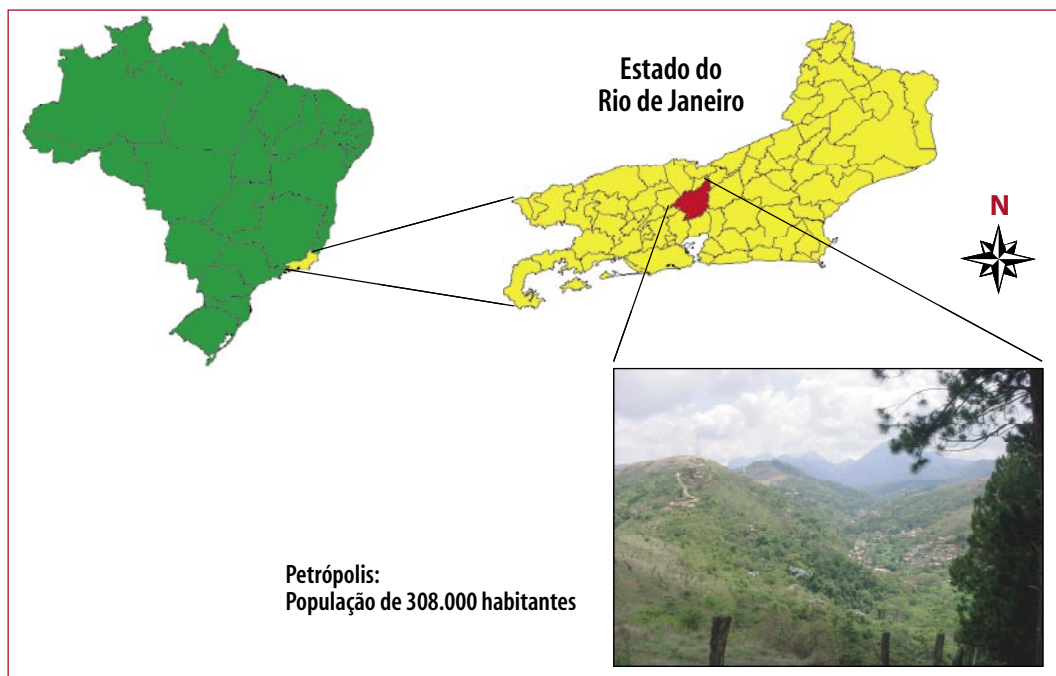 Estado do
Rio de Janeiro
N
Petrópolis:
População de 308.000 habitantes